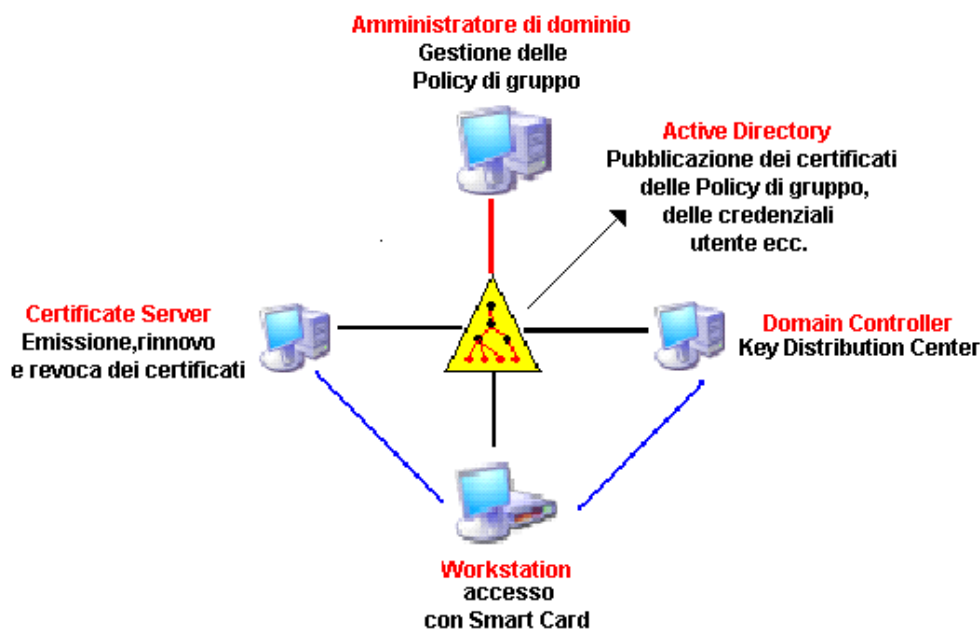 Amministratore di dominio
Gestione delle
Policy di gruppo
Active Directory
Pubblicazione dei certificati
delle Policy di gruppo,
delle credenziali
utente ecc.
Certificate Server
Emissione,rinnovo
e revoca dei certificati
Domain Controller
Key Distribution Center
Workstation
accesso
con Smart Card